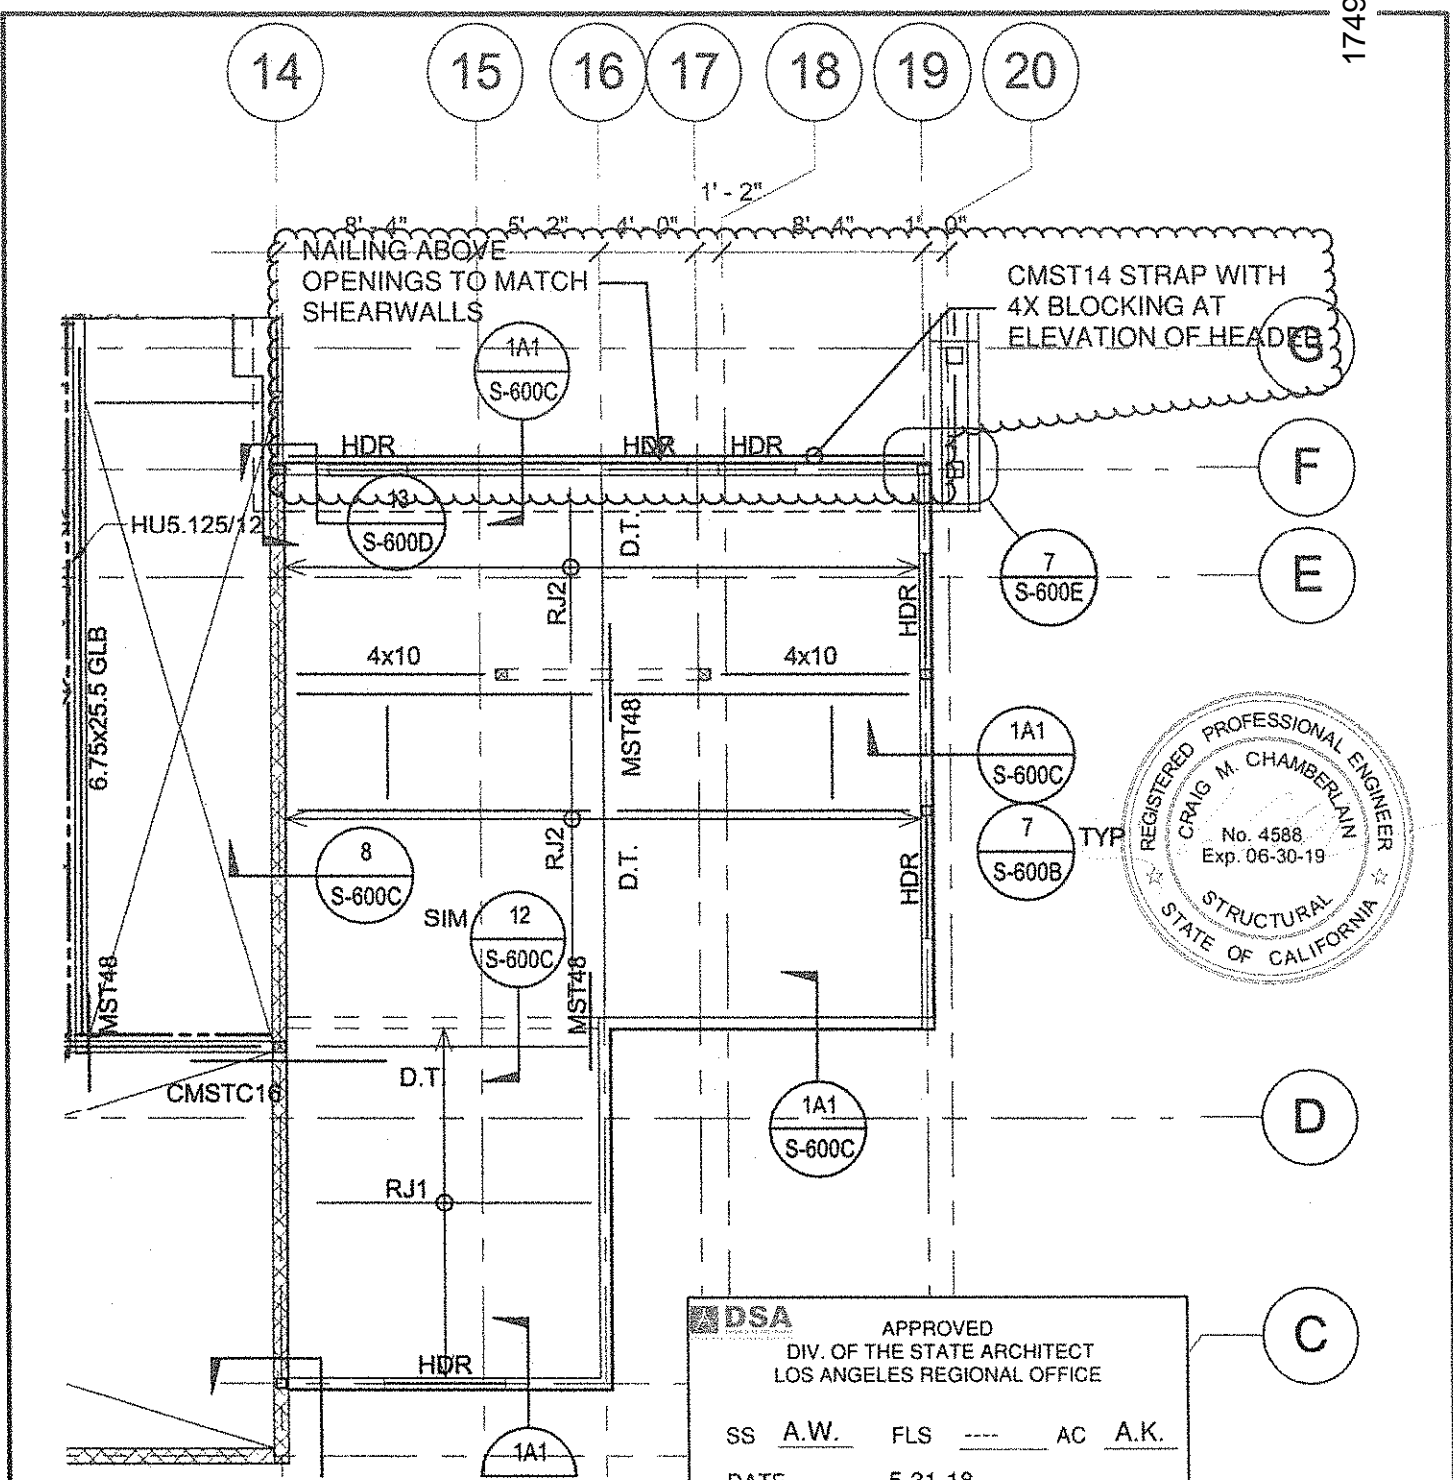 1749
14
15
16
17
18
19
20
1' - 2"
8' - 4"
5' - 2"
4' - 0"
8' - 4"
1' - 0"
NAILING ABOVE
OPENINGS TO MATCH
SHEARWALLS
CMST14 STRAP WITH
4X BLOCKING AT
ELEVATION OF HEADER
G
1A1
S-600C
HDR
HDR
HDR
F
13
S-600D
HU5.125/12
D.T.
7
S-600E
E
RJ2
HDR
6.75x25.5 GLB
4x10
4x10
MST48
1A1
S-600C
7
S-600B
TYP
REGISTERED PROFESSIONAL ENGINEER
CRAIG M. CHAMBERLAIN
No. 4588
Exp. 06-30-19
STRUCTURAL
STATE OF CALIFORNIA
RJ2
D.T.
HDR
8
S-600C
SIM
12
S-600C
MST48
MST48
D.T
CMSTC16
1A1
S-600C
D
RJ1
HDR
1A1
C
DSA
APPROVED
DIV. OF THE STATE ARCHITECT
LOS ANGELES REGIONAL OFFICE
SS A.W. FLS ---- AC A.K.
DATE 5-31-18